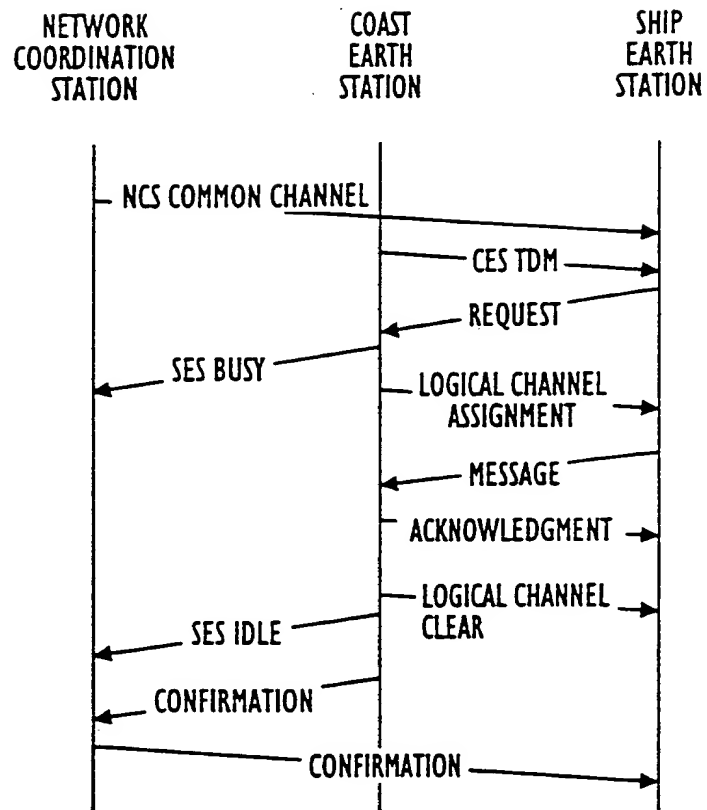 NETWORK
COORDINATION
STATION
COAST
EARTH
STATION
SHIP
EARTH
STATION
NCS COMMON CHANNEL
CES TDM
REQUEST
SES BUSY
LOGICAL CHANNEL
ASSIGNMENT
MESSAGE
ACKNOWLEDGMENT
LOGICAL CHANNEL
CLEAR
SES IDLE
CONFIRMATION
CONFIRMATION